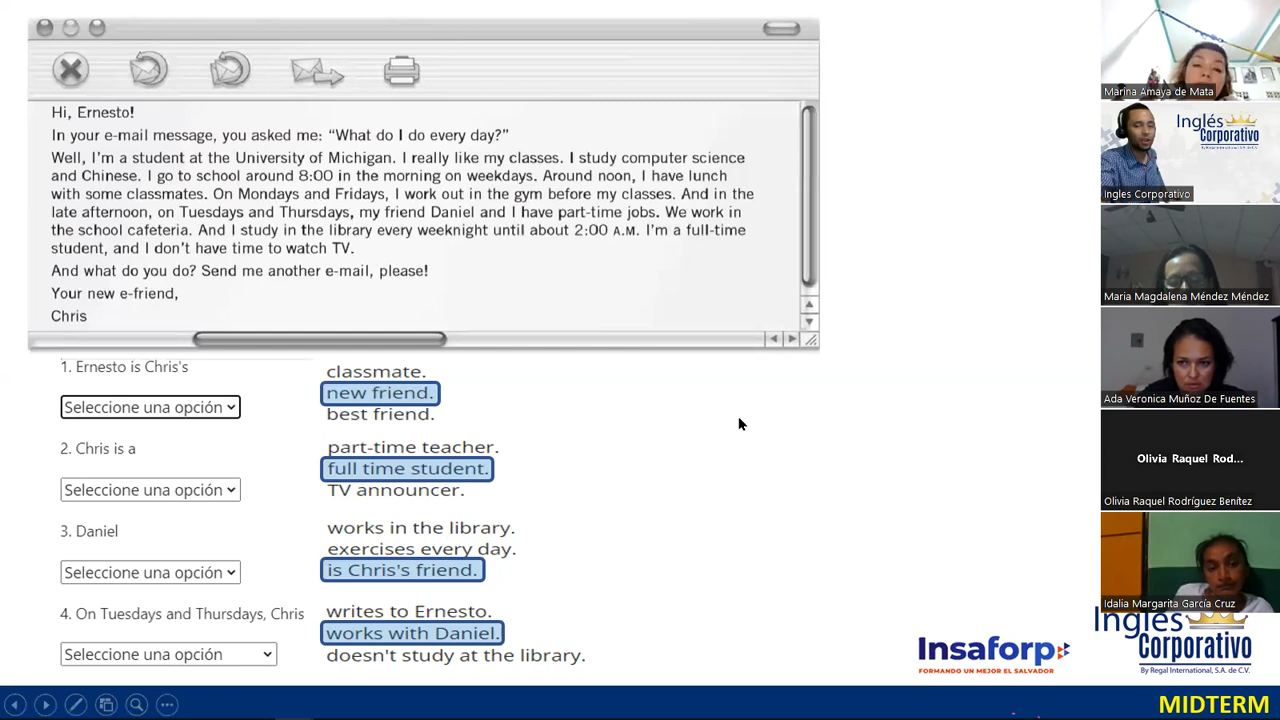 Hi, Ernesto!
In your e-mail message, you asked me: “What do I do every day?”
Well, I’m a student at the University of Michigan. I really like my classes. I study computer science
and Chinese. I go to school around 8:00 in the morning on weekdays. Around noon, I have lunch
with some classmates. On Mondays and Fridays, I work out in the gym before my classes. And in the
late afternoon, on Tuesdays and Thursdays, my friend Daniel and I have part-time jobs. We work in
the school cafeteria. And I study in the library every weeknight until about 2:00 A.M. I’m a full-time
student, and I don’t have time to watch TV.
And what do you do? Send me another e-mail, please!
Your new e-friend,
Chris
1. Ernesto is Chris's
Seleccione una opción
classmate.
new friend.
best friend.
2. Chris is a
Seleccione una opción
part-time teacher.
full time student.
TV announcer.
3. Daniel
Seleccione una opción
works in the library.
exercises every day.
is Chris's friend.
4. On Tuesdays and Thursdays, Chris
Seleccione una opción
writes to Ernesto.
works with Daniel.
doesn't study at the library.
Insaforp
FORMANDO UN MEJOR EL SALVADOR
Inglés
Corporativo
By Regal International, S.A. de C.V.
MIDTERM
Marina Amaya de Mata
Inglés
Corporativo
By Regal International, S.A. de C.V.
Ingles Corporativo
Maria Magdalena Méndez Méndez
Ada Veronica Muñoz De Fuentes
Olivia Raquel Rod...
Olivia Raquel Rodríguez Benítez
Idalia Margarita García Cruz